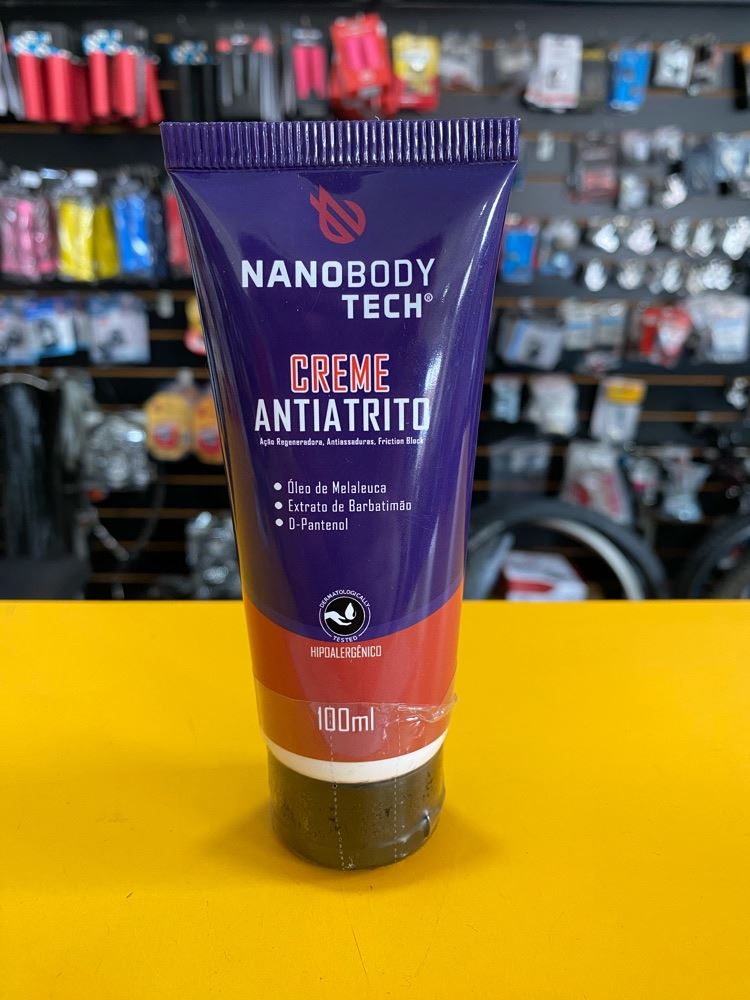 NANOBODY
TECH®
CREME
ANTIATRITO
Ação Regeneradora, Antiassaduras, Friction Block
• Óleo de Melaleuca
• Extrato de Barbatimão
• D-Pantenol
DERMATOLOGICALLY
TESTED
HIPOALERGÊNICO
100ml